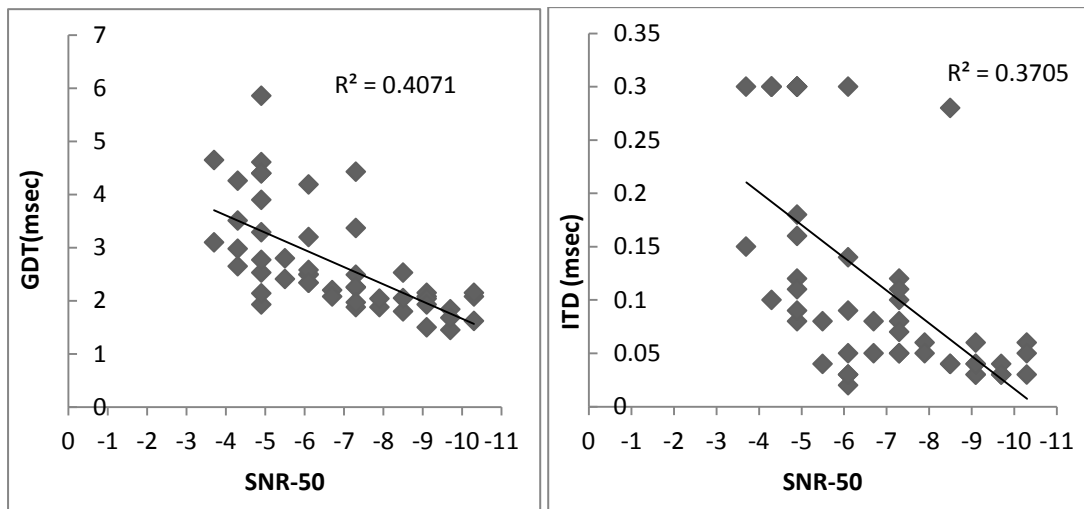 7
6
5
4
3
2
1
0
GDT(msec)
R² = 0.4071
0 -1 -2 -3 -4 -5 -6 -7 -8 -9 -10 -11
SNR-50
0.35
0.3
0.25
0.2
0.15
0.1
0.05
0
ITD (msec)
R² = 0.3705
0 -1 -2 -3 -4 -5 -6 -7 -8 -9 -10 -11
SNR-50